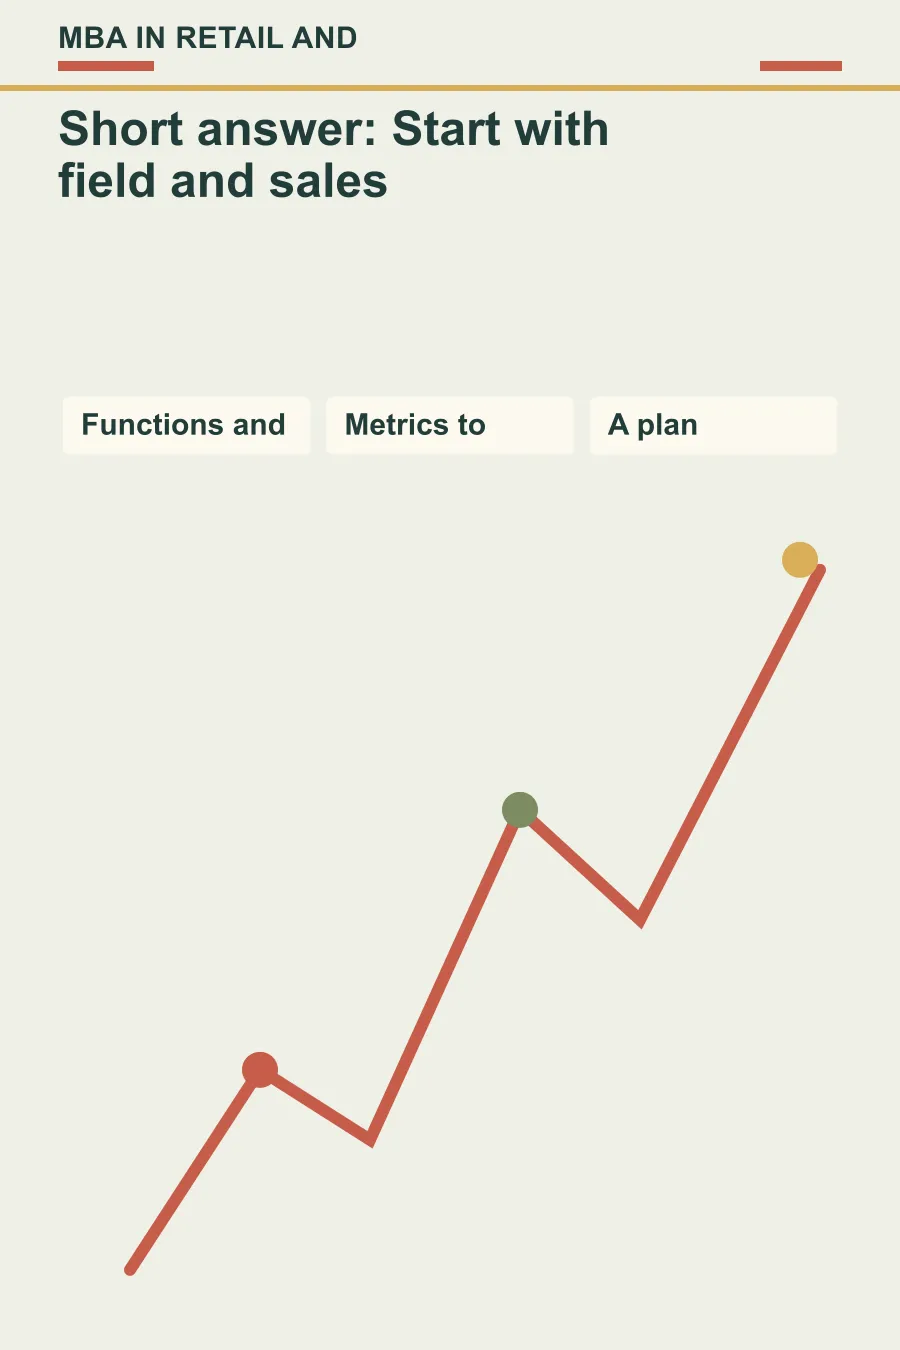 MBA IN RETAIL AND
Short answer: Start with
field and sales
Functions and
Metrics to
A plan